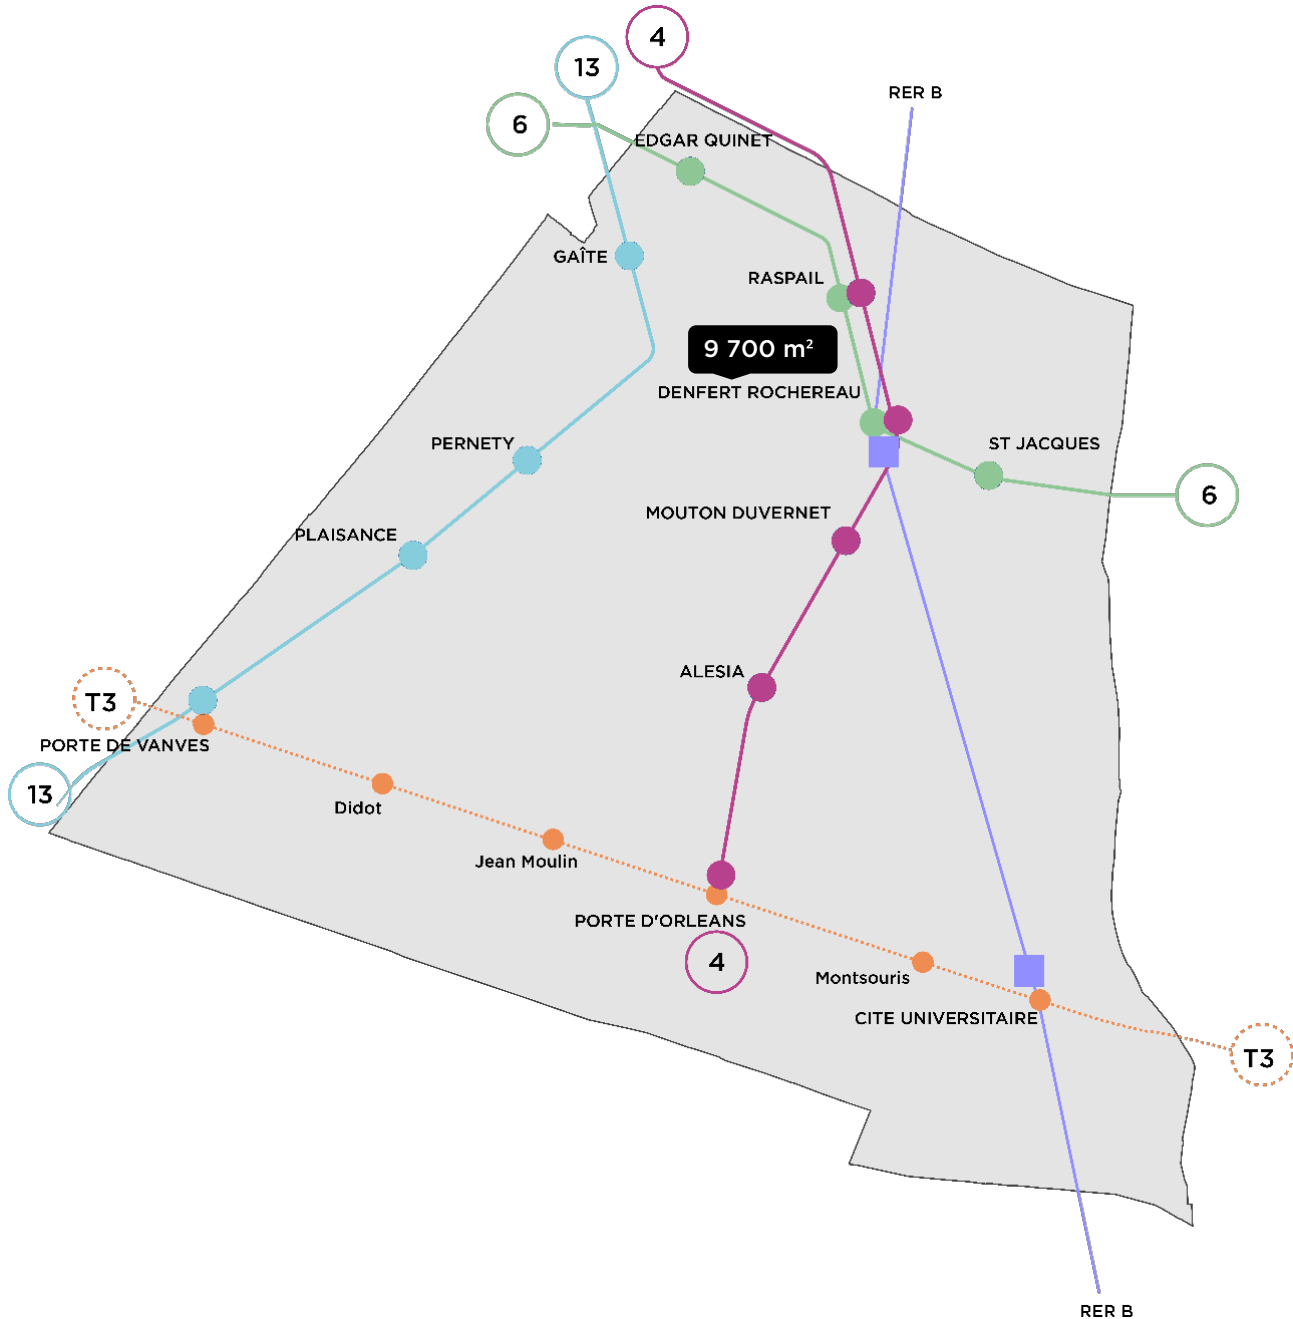 4
13
RER B
6
EDGAR QUINET
GAÎTE
RASPAIL
9 700 m²
DENFERT ROCHEREAU
PERNETY
ST JACQUES
6
MOUTON DUVERNET
PLAISANCE
ALESIA
T3
PORTE DE VANVES
13
Didot
Jean Moulin
PORTE D'ORLEANS
4
Montsouris
CITE UNIVERSITAIRE
T3
RER B